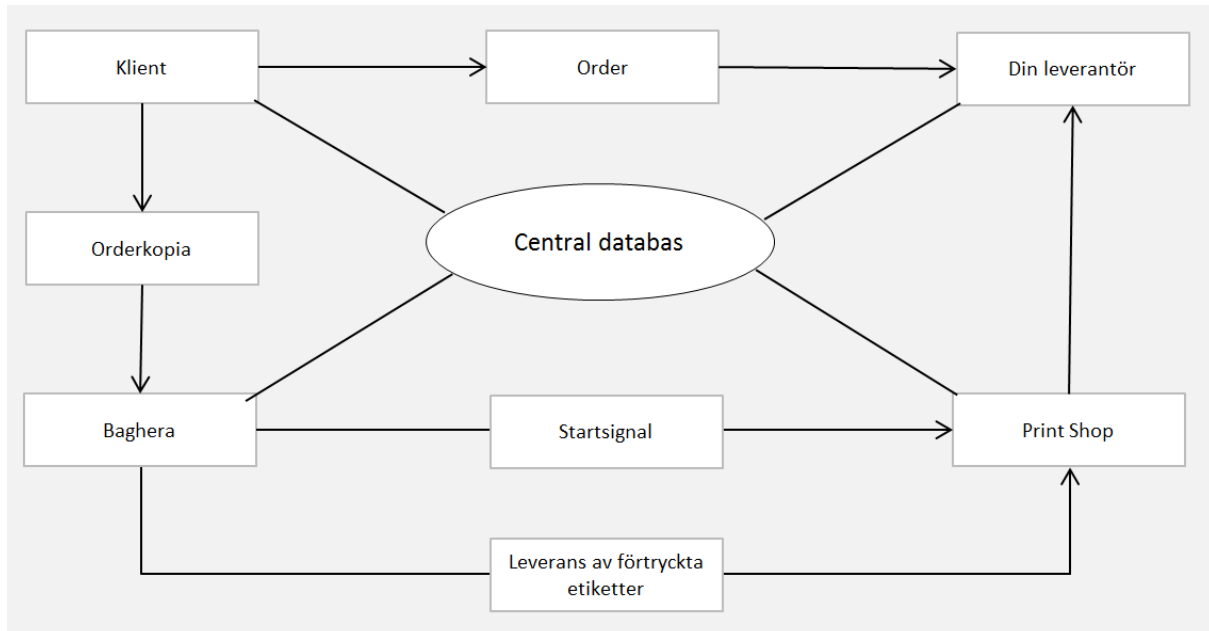 Klient
Order
Din leverantör
Orderkopia
Central databas
Baghera
Startsignal
Print Shop
Leverans av förtryckta
etiketter